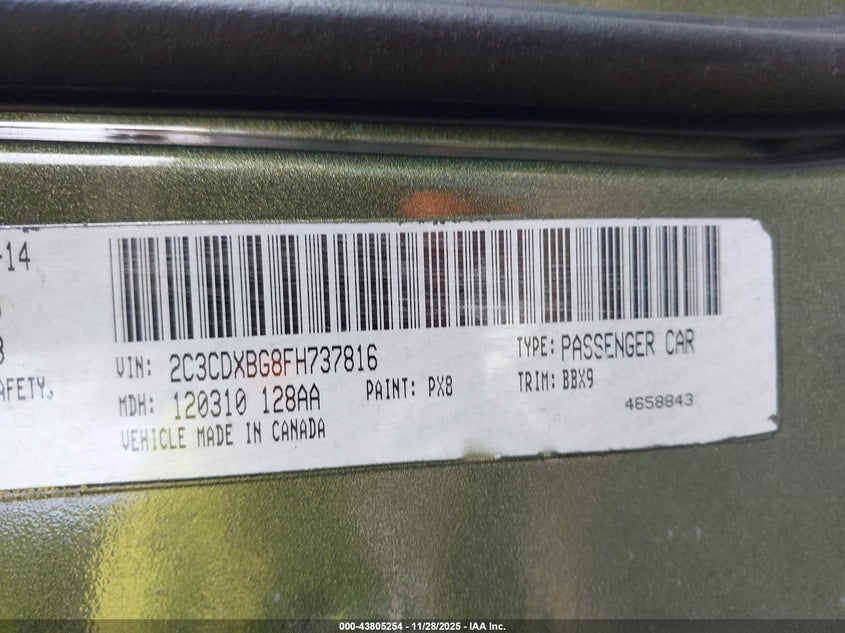 -14
VIN: 2C3CDXBG8FH737816 TYPE: PASSENGER CAR
AFETY,
MDH: 120310 128AA PAINT: PX8 TRIM: BBX9
4658843
VEHICLE MADE IN CANADA
000-43805254 - 11/28/2025 - IAA Inc.